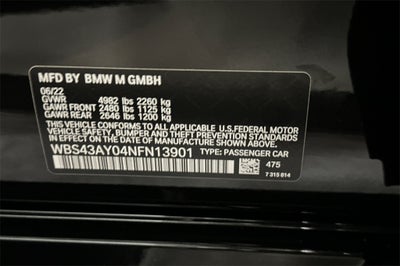 MFD BY BMW M GMBH
06/22
GVWR 4982 lbs 2260 kg
GAWR FRONT 2480 lbs 1125 kg
GAWR REAR 2646 lbs 1200 kg
THIS VEHICLE CONFORMS TO ALL APPLICABLE U.S. FEDERAL MOTOR
VEHICLE SAFETY, BUMPER, AND THEFT PREVENTION STANDARDS
IN EFFECT ON THE DATE OF MANUFACTURE SHOWN ABOVE.
WBS43AY04NFN13901 TYPE: PASSENGER CAR
475
7 315 614